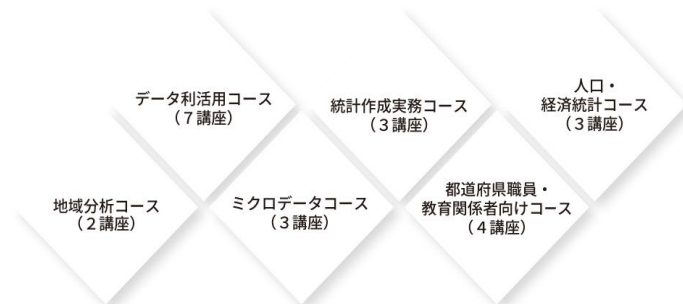 データ利活用コース
（７講座）
統計作成実務コース
（３講座）
人口・
経済統計コース
（３講座）
地域分析コース
（２講座）
ミクロデータコース
（３講座）
都道府県職員・
教育関係者向けコース
（４講座）